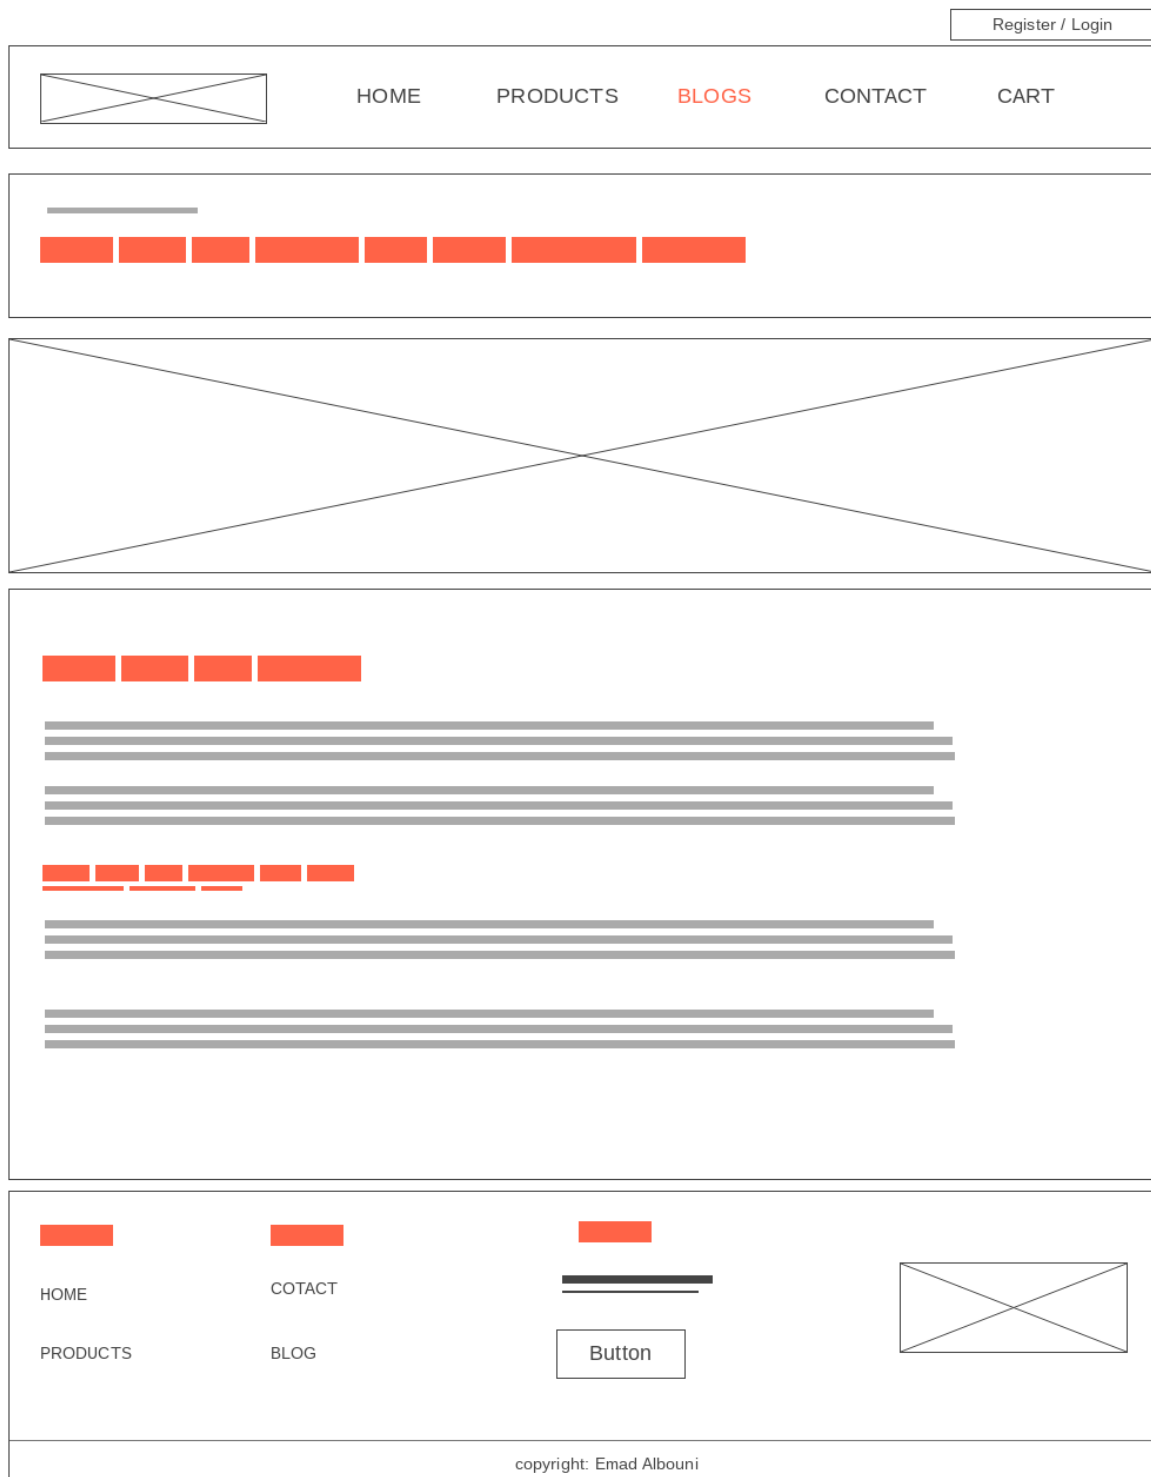 Register / Login
HOME PRODUCTS BLOGS CONTACT CART
HOME
COTACT
PRODUCTS
BLOG
Button
copyright: Emad Albouni